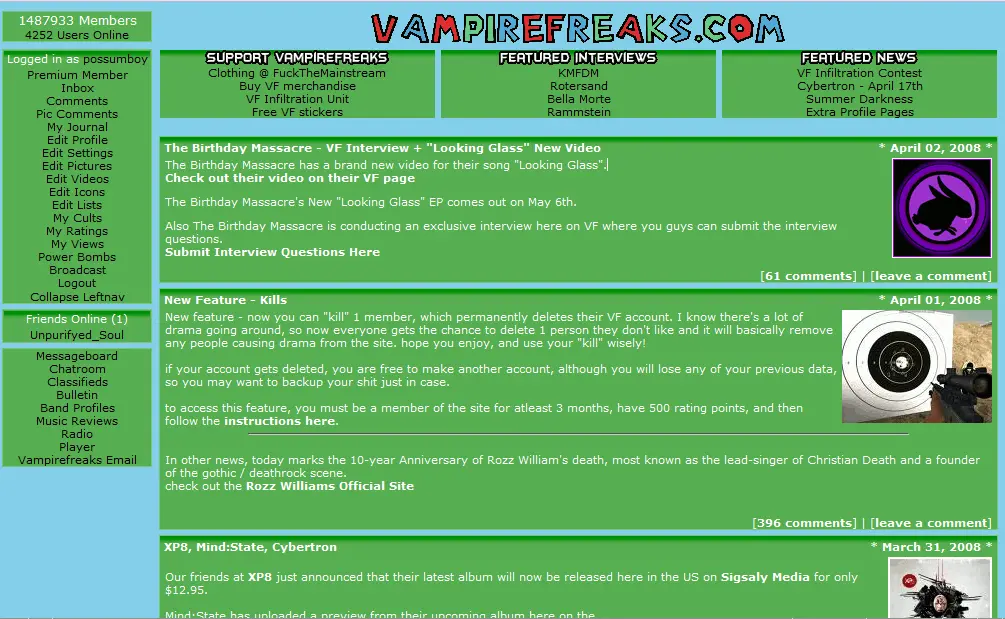 1487933 Members
4252 Users Online
Logged in as possumboy
Premium Member
Inbox
Comments
Pic Comments
My Journal
Edit Profile
Edit Settings
Edit Pictures
Edit Videos
Edit Icons
Edit Lists
My Cults
My Ratings
My Views
Power Bombs
Broadcast
Logout
Collapse Leftnav
Friends Online (1)
Unpurifyed_Soul
Messageboard
Chatroom
Classifieds
Bulletin
Band Profiles
Music Reviews
Radio
Player
Vampirefreaks Email
VAMPIREFREAKS.COM
SUPPORT VAMPIREFREAKS
Clothing @ FuckTheMainstream
Buy VF merchandise
VF Infiltration Unit
Free VF stickers
FEATURED INTERVIEWS
KMFDM
Rotersand
Bella Morte
Rammstein
FEATURED NEWS
VF Infiltration Contest
Cybertron - April 17th
Summer Darkness
Extra Profile Pages
The Birthday Massacre - VF Interview + "Looking Glass" New Video
* April 02, 2008 *
The Birthday Massacre has a brand new video for their song "Looking Glass".
Check out their video on their VF page
The Birthday Massacre's New "Looking Glass" EP comes out on May 6th.
Also The Birthday Massacre is conducting an exclusive interview here on VF where you guys can submit the interview
questions.
Submit Interview Questions Here
[61 comments] | [leave a comment]
New Feature - Kills
* April 01, 2008 *
New feature - now you can "kill" 1 member, which permanently deletes their VF account. I know there's a lot of
drama going around, so now everyone gets the chance to delete 1 person they don't like and it will basically remove
any people causing drama from the site. hope you enjoy, and use your "kill" wisely!
if your account gets deleted, you are free to make another account, although you will lose any of your previous data,
so you may want to backup your shit just in case.
to access this feature, you must be a member of the site for atleast 3 months, have 500 rating points, and then
follow the instructions here.
In other news, today marks the 10-year Anniversary of Rozz William's death, most known as the lead-singer of Christian Death and a founder
of the gothic / deathrock scene.
check out the Rozz Williams Official Site
[396 comments] | [leave a comment]
XP8, Mind:State, Cybertron
* March 31, 2008 *
Our friends at XP8 just announced that their latest album will now be released here in the US on Sigsaly Media for only
$12.95.
Mind:State has uploaded a preview from their upcoming album here on the
XP8